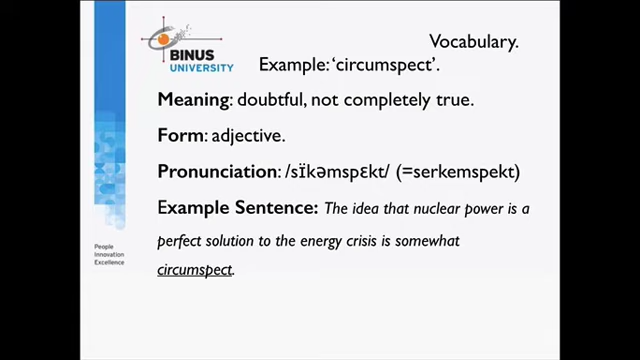 BINUS
UNIVERSITY
Vocabulary.
Example: ‘circumspect’.
Meaning: doubtful, not completely true.
Form: adjective.
Pronunciation: /sɪ̈kəmspɛkt/ (=serkemspekt)
Example Sentence: The idea that nuclear power is a
perfect solution to the energy crisis is somewhat
circumspect.
People
Innovation
Excellence